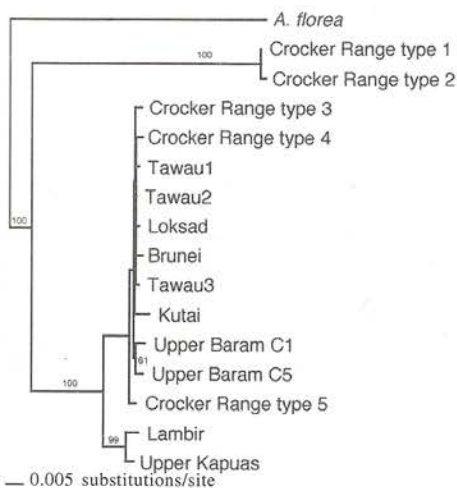 A. florea
100
Crocker Range type 1
Crocker Range type 2
Crocker Range type 3
Crocker Range type 4
Tawau1
Tawau2
100
Loksad
Brunei
Tawau3
Kutai
Upper Baram C1
61
Upper Baram C5
100
Crocker Range type 5
99
Lambir
Upper Kapuas
0.005 substitutions/site